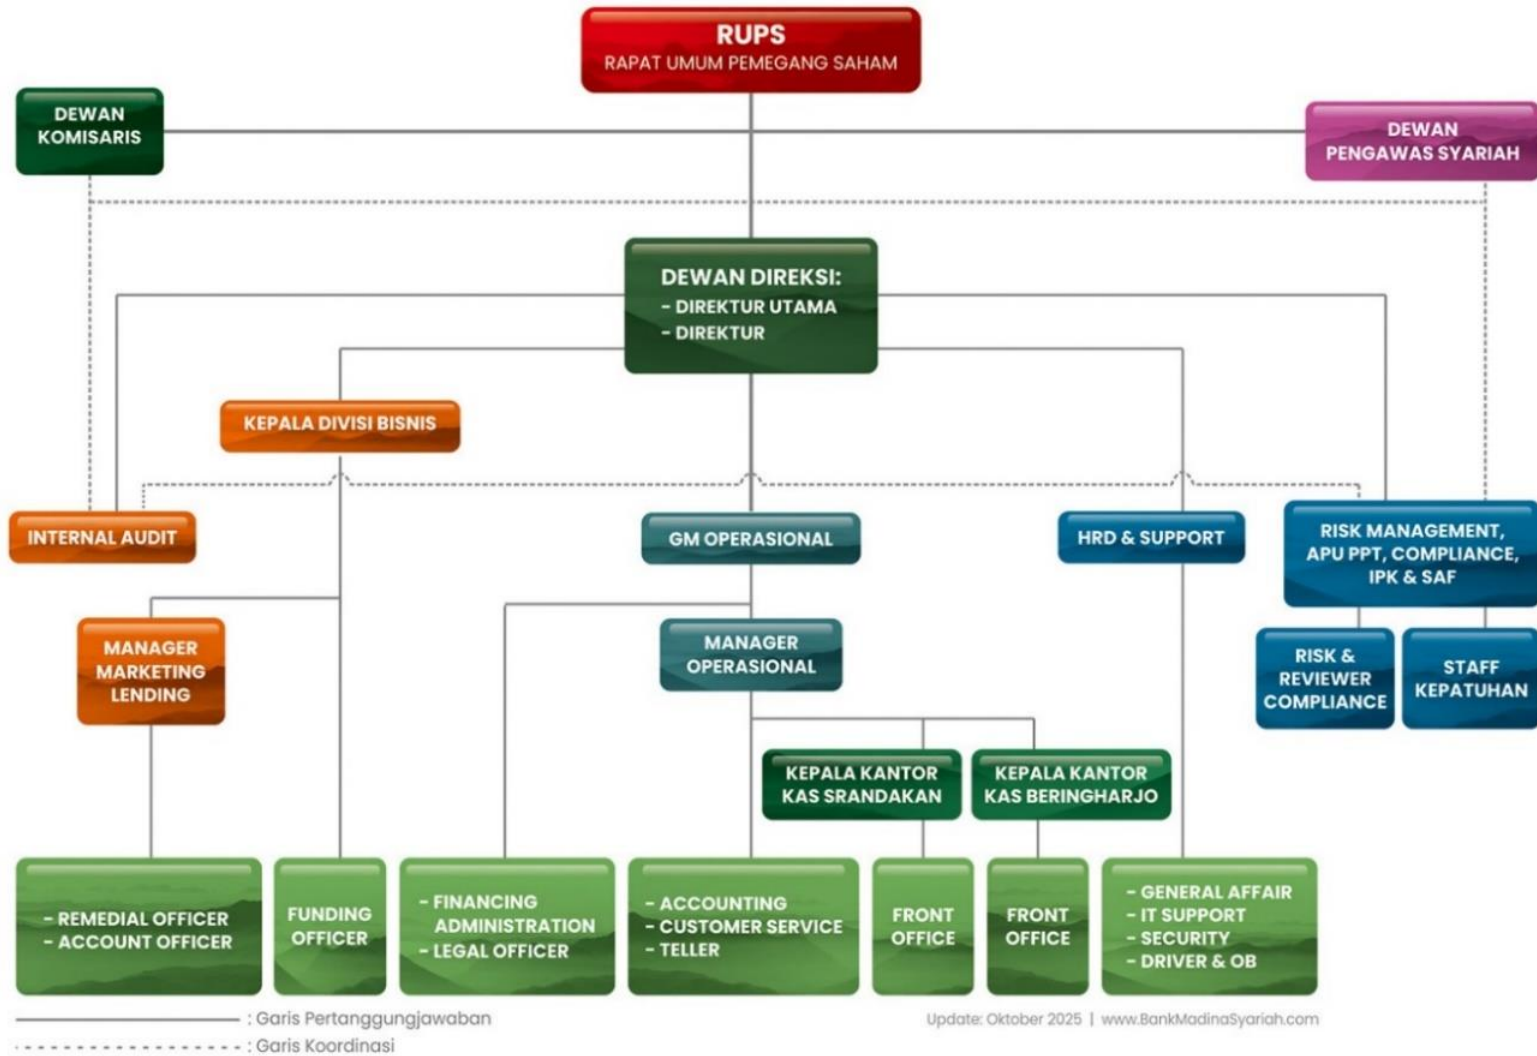 RUPS
RAPAT UMUM PEMEGANG SAHAM
DEWAN
KOMISARIS
DEWAN
PENGAWAS SYARIAH
DEWAN DIREKSI:
- DIREKTUR UTAMA
- DIREKTUR
KEPALA DIVISI BISNIS
INTERNAL AUDIT
GM OPERASIONAL
HRD & SUPPORT
RISK MANAGEMENT,
APU PPT, COMPLIANCE,
IPK & SAF
MANAGER
MARKETING
LENDING
MANAGER
OPERASIONAL
RISK &
REVIEWER
COMPLIANCE
STAFF
KEPATUHAN
KEPALA KANTOR
KAS SRANDAKAN
KEPALA KANTOR
KAS BERINGHARJO
- REMEDIAL OFFICER
- ACCOUNT OFFICER
FUNDING
OFFICER
- FINANCING
ADMINISTRATION
- LEGAL OFFICER
- ACCOUNTING
- CUSTOMER SERVICE
- TELLER
FRONT
OFFICE
FRONT
OFFICE
- GENERAL AFFAIR
- IT SUPPORT
- SECURITY
- DRIVER & OB
: Garis Pertanggungjawaban
: Garis Koordinasi
Update: Oktober 2025 | www.BankMadinaSyariah.com